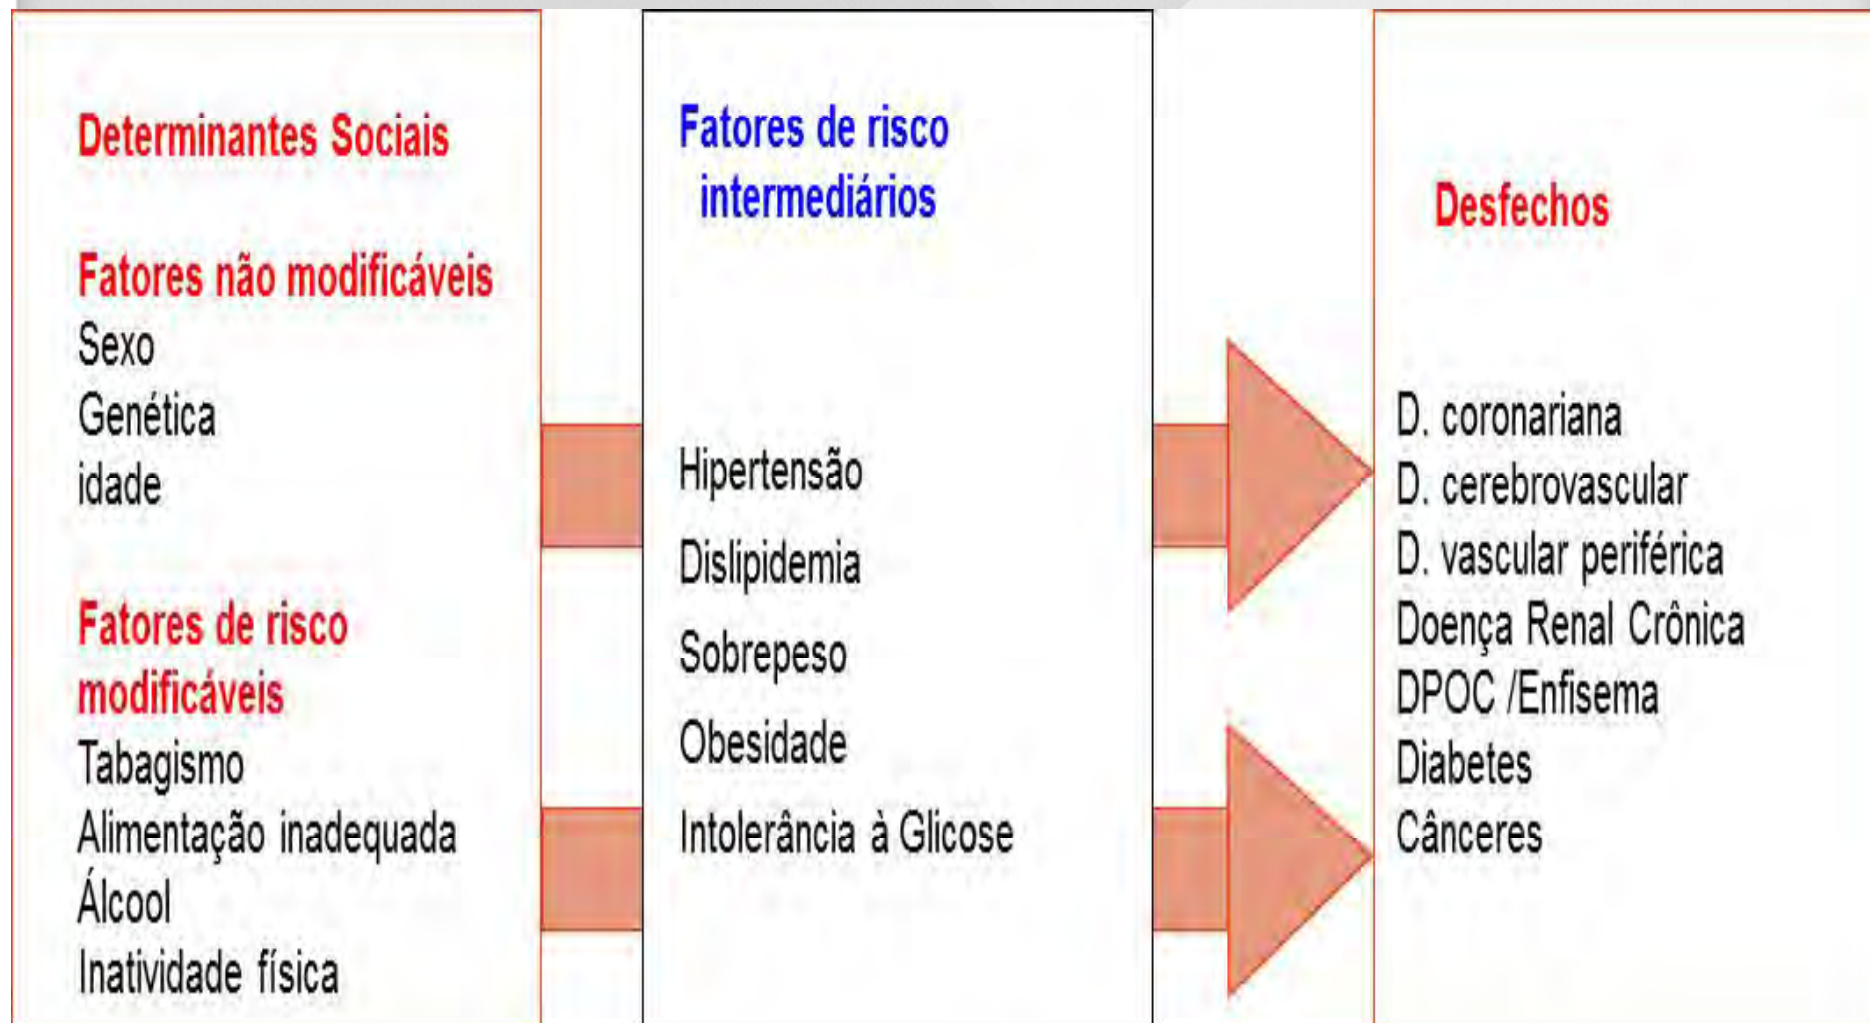 Determinantes Sociais
Fatores não modificáveis
Sexo
Genética
idade
Fatores de risco
modificáveis
Tabagismo
Alimentação inadequada
Álcool
Inatividade física
Fatores de risco
intermediários
Hipertensão
Dislipidemia
Sobrepeso
Obesidade
Intolerância à Glicose
Desfechos
D. coronariana
D. cerebrovascular
D. vascular periférica
Doença Renal Crônica
DPOC /Enfisema
Diabetes
Cânceres